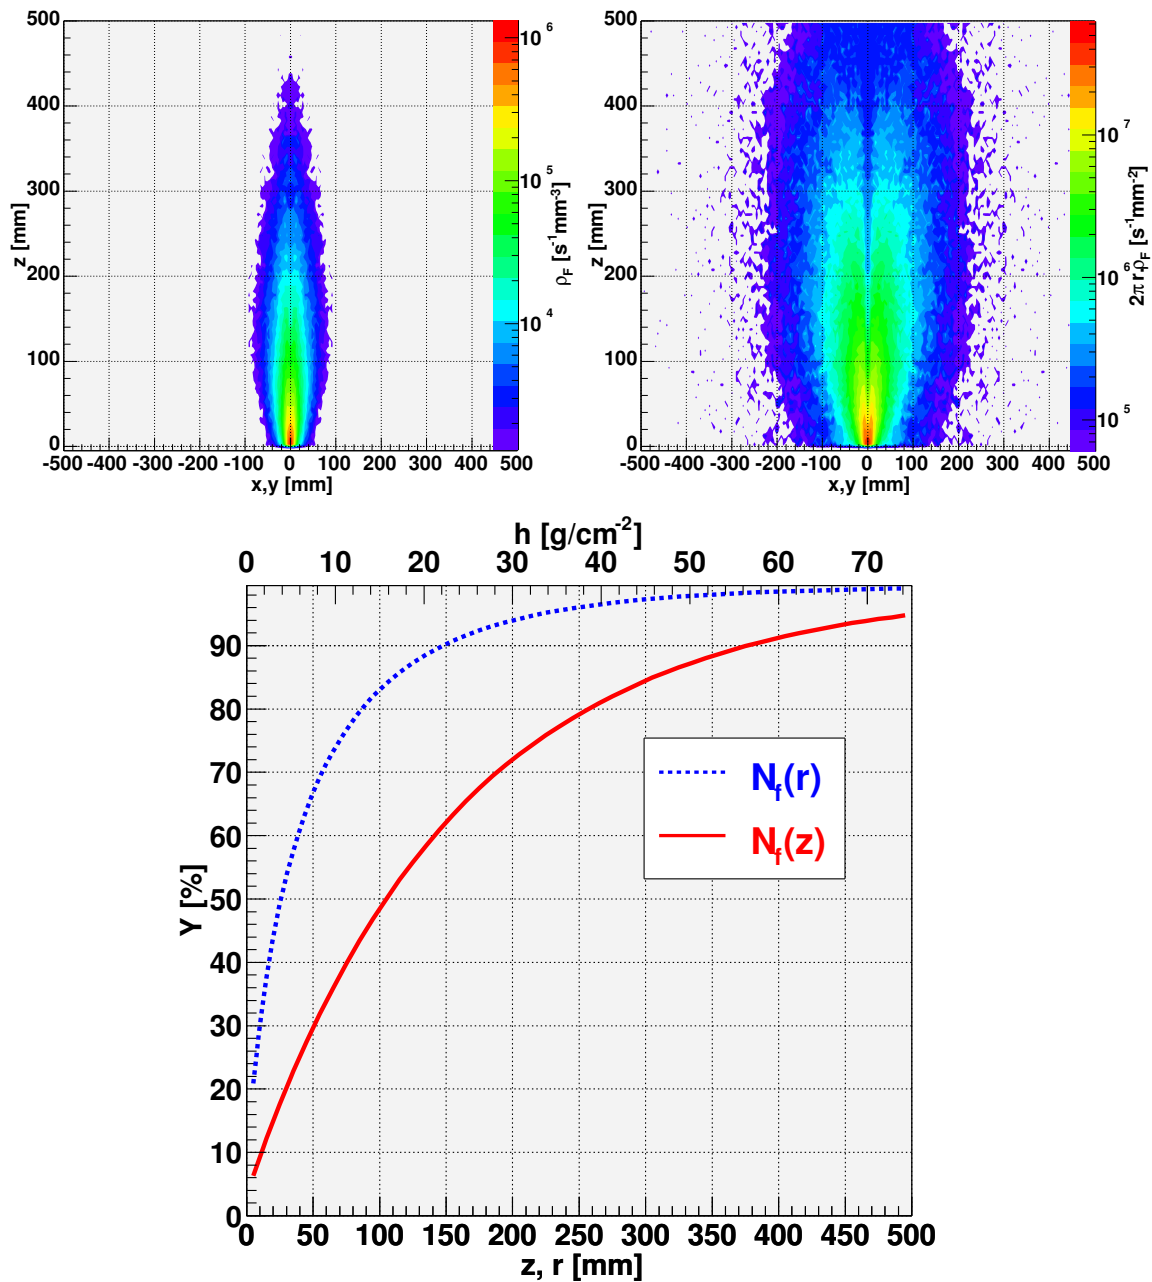 500
400
300
200
100
0
z [mm]
-500 -400 -300 -200 -100 0 100 200 300 400 500
x,y [mm]
10^6
10^5
10^4
ρ_F [s^-1mm^-3]
500
400
300
200
100
0
z [mm]
-500 -400 -300 -200 -100 0 100 200 300 400 500
x,y [mm]
10^7
10^6
10^5
2π r.ρ_F [s^-1mm^-2]
h [g/cm^-2]
0 10 20 30 40 50 60 70
90
80
70
60
50
40
30
20
10
0
Y [%]
N_f(r)
N_f(z)
0 50 100 150 200 250 300 350 400 450 500
z, r [mm]